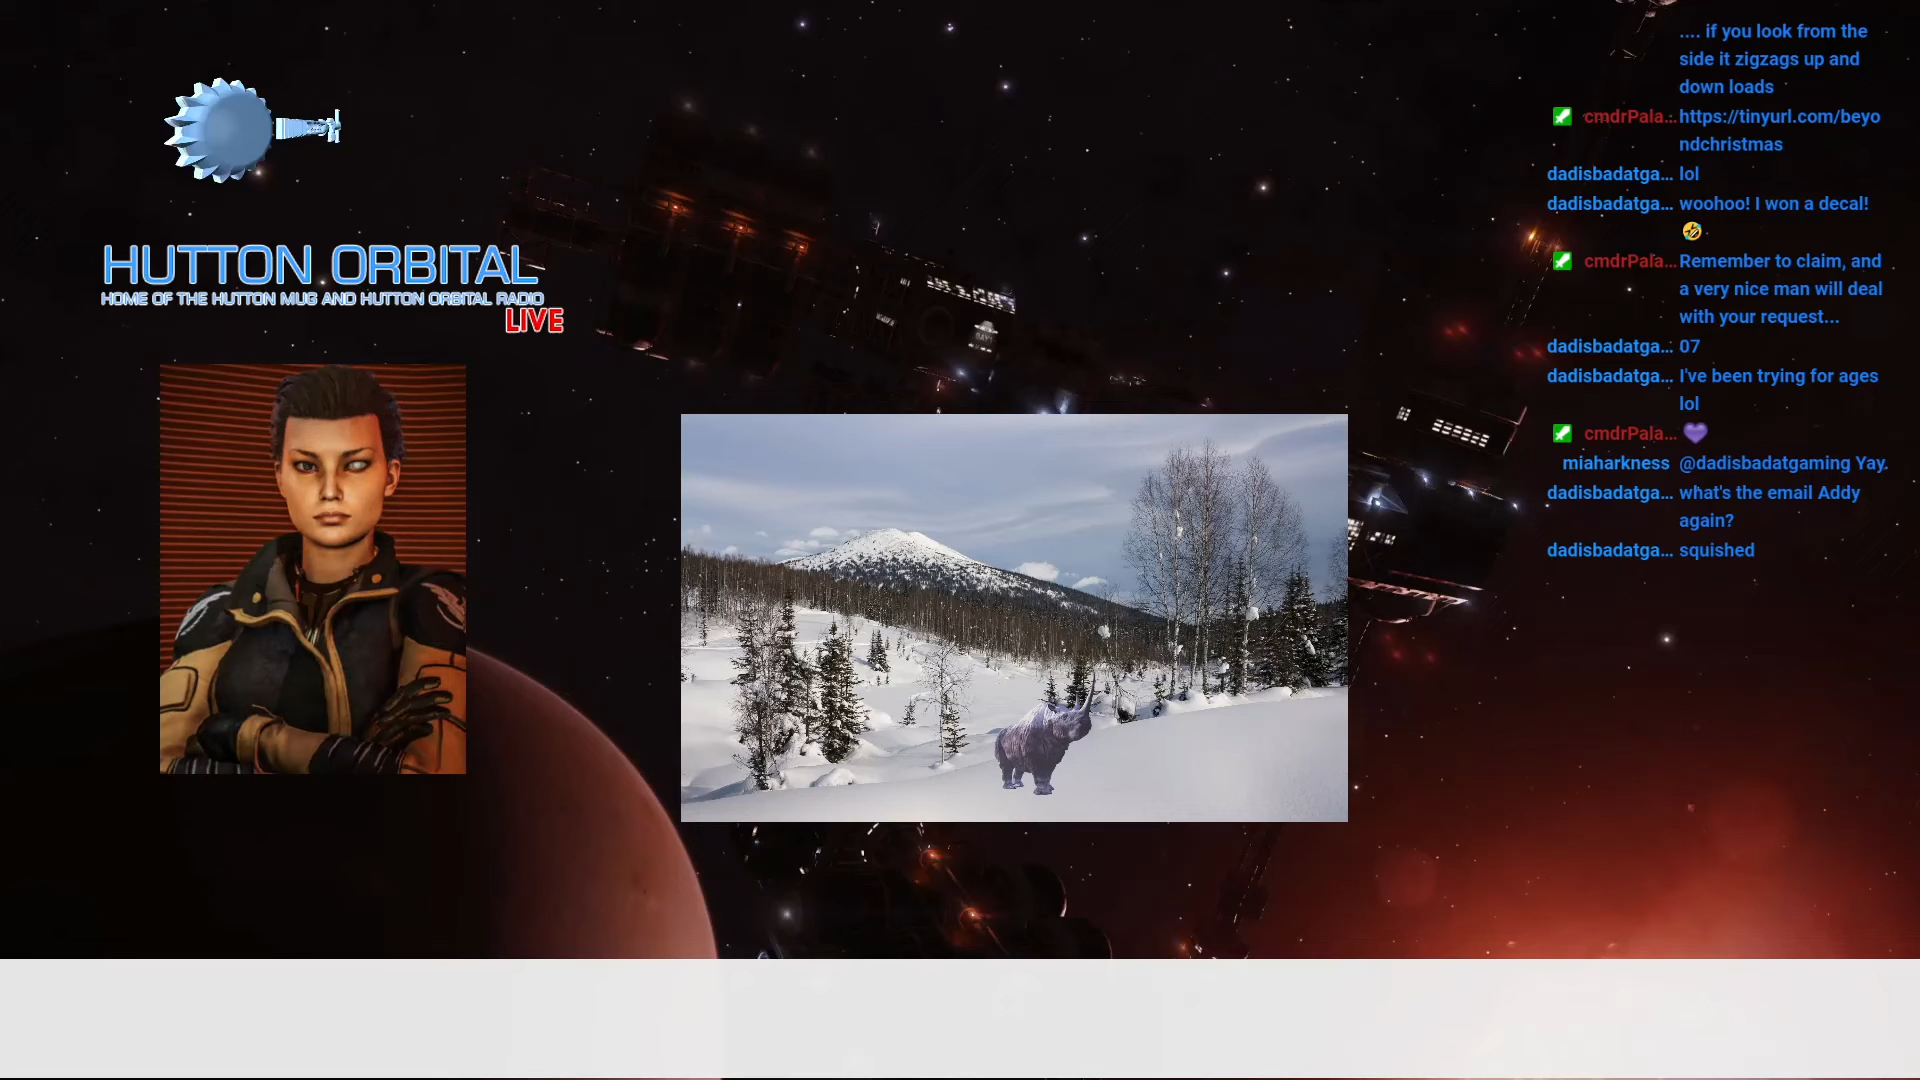 HUTTON ORBITAL
HOME OF THE HUTTON MUG AND HUTTON ORBITAL RADIO
LIVE
.... if you look from the
side it zigzags up and
down loads
cmdrPala... https://tinyurl.com/beyo
ndchristmas
dadisbadatga... lol
dadisbadatga... woohoo! I won a decal!
🤣
cmdrPala... Remember to claim, and
a very nice man will deal
with your request...
dadisbadatga... 07
dadisbadatga... I've been trying for ages
lol
cmdrPala... 💜
miaharkness @dadisbadatgaming Yay.
dadisbadatga... what's the email Addy
again?
dadisbadatga... squished